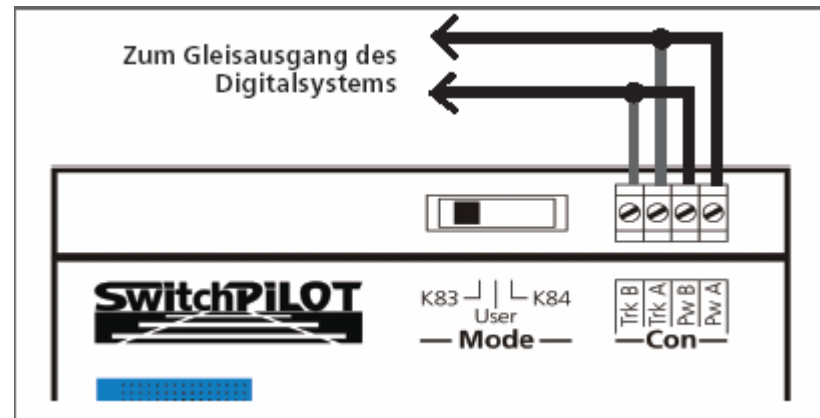 Zum Gleisausgang des
Digitalsystems
SwitchPiLOT
K83
K84
User
Mode
Trk B
Trk A
Pw B
Pw A
Con